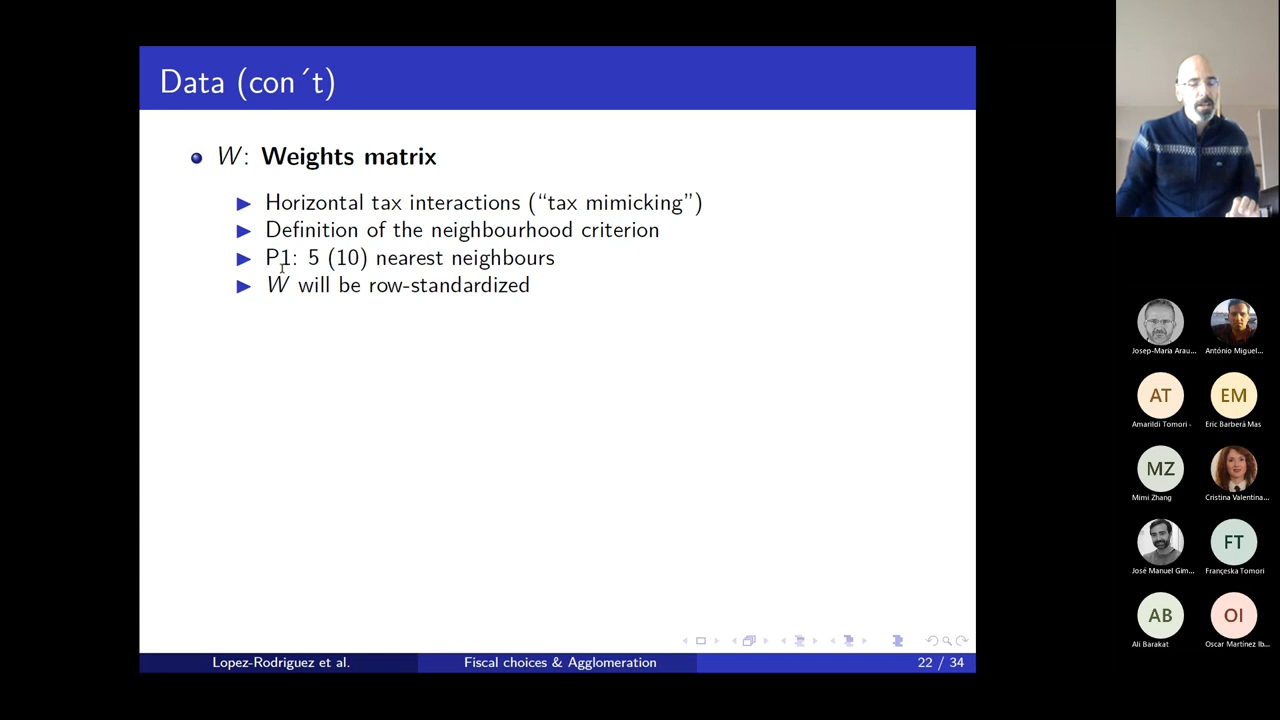 Data (con´t)
W: Weights matrix
Horizontal tax interactions (“tax mimicking”)
Definition of the neighbourhood criterion
P1: 5 (10) nearest neighbours
W will be row-standardized
Lopez-Rodriguez et al.
Fiscal choices & Agglomeration
22 / 34
Josep-Maria Arau...
António Miguel...
AT
EM
Amarildi Tomori -
Eric Barberá Mas
MZ
Mimi Zhang
Cristina Valentina...
FT
José Manuel Gim...
Françeska Tomori
AB
OI
Ali Barakat
Oscar Martínez Ib...